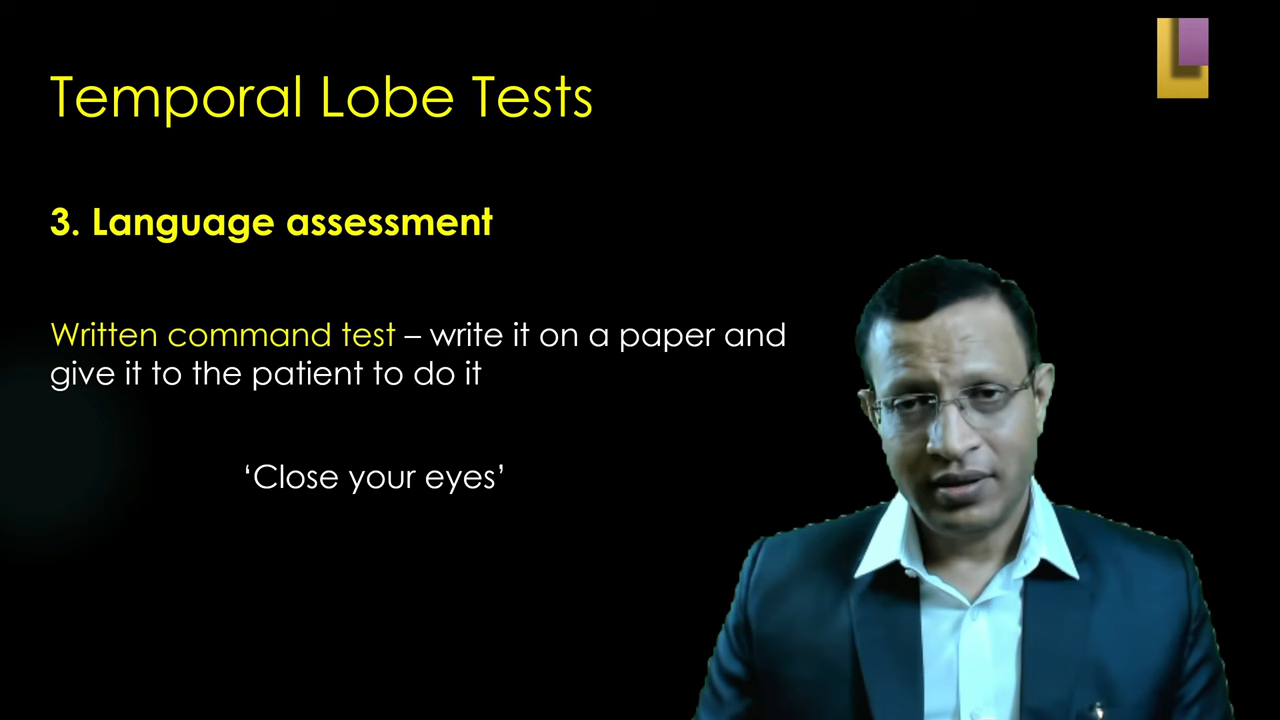 Temporal Lobe Tests
3. Language assessment
Written command test – write it on a paper and
give it to the patient to do it
‘Close your eyes’